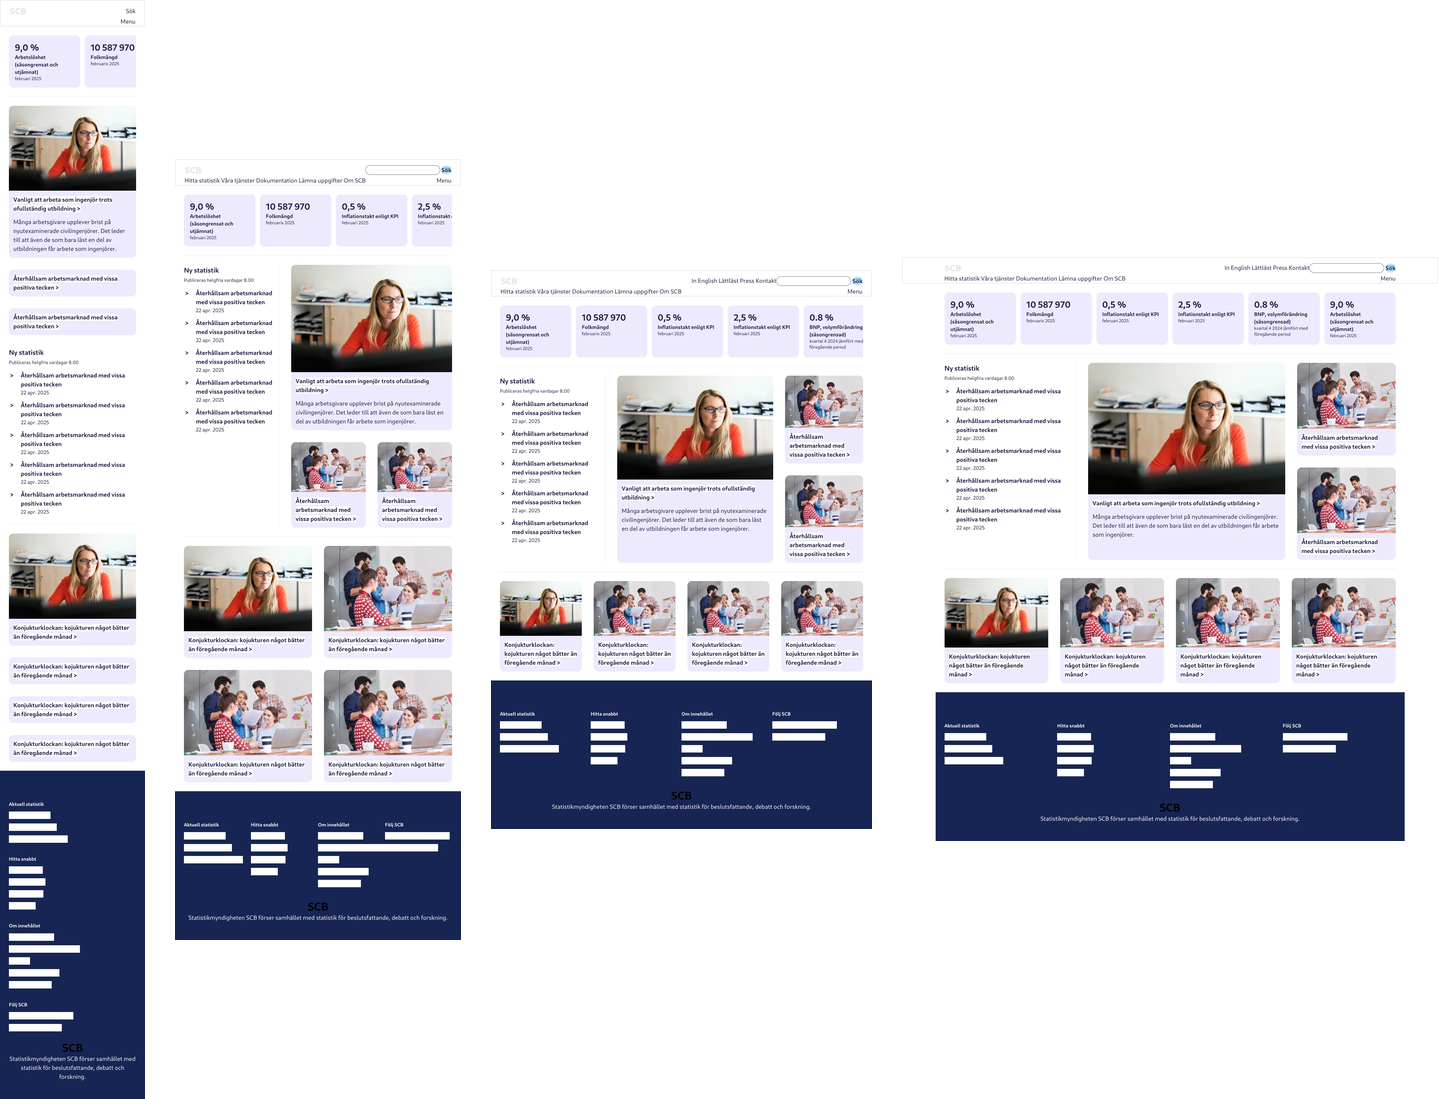 SCB
Sök
Menu
9,0 %
Arbetslöshet
(säsongrensat och
utjämnat)
februari 2025
10 587 970
Folkmängd
februarix 2025
Vanligt att arbeta som ingenjör trots
ofullständig utbildning >
Många arbetsgivare upplever brist på
nyutexaminerade civilingenjörer. Det leder
till att även de som bara läst en del av
utbildningen får arbete som ingenjörer.
Återhållsam arbetsmarknad med vissa
positiva tecken >
Återhållsam arbetsmarknad med vissa
positiva tecken >
Ny statistik
Publiceras helgfria vardagar 8.00
> Återhållsam arbetsmarknad med vissa
positiva tecken
22 apr. 2025
> Återhållsam arbetsmarknad med vissa
positiva tecken
22 apr. 2025
> Återhållsam arbetsmarknad med vissa
positiva tecken
22 apr. 2025
> Återhållsam arbetsmarknad med vissa
positiva tecken
22 apr. 2025
> Återhållsam arbetsmarknad med vissa
positiva tecken
22 apr. 2025
Konjukturklockan: kojukturen något bätter
än föregående månad >
Konjukturklockan: kojukturen något bätter
än föregående månad >
Konjukturklockan: kojukturen något bätter
än föregående månad >
Konjukturklockan: kojukturen något bätter
än föregående månad >
Aktuell statistik
Hitta snabbt
Om innehållet
Följ SCB
SCB
Statistikmyndigheten SCB förser samhället med
statistik för beslutsfattande, debatt och
forskning.
SCB
Sök
Hitta statistik Våra tjänster Dokumentation Lämna uppgifter Om SCB
Menu
9,0 %
Arbetslöshet
(säsongrensat och
utjämnat)
februari 2025
10 587 970
Folkmängd
februarix 2025
0,5 %
Inflationstakt enligt KPI
februari 2025
2,5 %
Inflationstakt
februari 2025
Ny statistik
Publiceras helgfria vardagar 8.00
> Återhållsam arbetsmarknad
med vissa positiva tecken
22 apr. 2025
> Återhållsam arbetsmarknad
med vissa positiva tecken
22 apr. 2025
> Återhållsam arbetsmarknad
med vissa positiva tecken
22 apr. 2025
> Återhållsam arbetsmarknad
med vissa positiva tecken
22 apr. 2025
> Återhållsam arbetsmarknad
med vissa positiva tecken
22 apr. 2025
Vanligt att arbeta som ingenjör trots ofullständig
utbildning >
Många arbetsgivare upplever brist på nyutexaminerade
civilingenjörer. Det leder till att även de som bara läst en
del av utbildningen får arbete som ingenjörer.
Återhållsam
arbetsmarknad med
vissa positiva tecken >
Återhållsam
arbetsmarknad med
vissa positiva tecken >
Konjukturklockan: kojukturen något bätter
än föregående månad >
Konjukturklockan: kojukturen något bätter
än föregående månad >
Konjukturklockan: kojukturen något bätter
än föregående månad >
Konjukturklockan: kojukturen något bätter
än föregående månad >
Aktuell statistik
Hitta snabbt
Om innehållet
Följ SCB
SCB
Statistikmyndigheten SCB förser samhället med statistik för beslutsfattande, debatt och forskning.
SCB
In English Lättläst Press Kontakt
Sök
Hitta statistik Våra tjänster Dokumentation Lämna uppgifter Om SCB
Menu
9,0 %
Arbetslöshet
(säsongrensat och
utjämnat)
februari 2025
10 587 970
Folkmängd
februarix 2025
0,5 %
Inflationstakt enligt KPI
februari 2025
2,5 %
Inflationstakt enligt KPI
februari 2025
0.8 %
BNP, volymförändring
(säsongrensad)
kvartal 4 2024 jämfört med
föregående period
Ny statistik
Publiceras helgfria vardagar 8.00
> Återhållsam arbetsmarknad
med vissa positiva tecken
22 apr. 2025
> Återhållsam arbetsmarknad
med vissa positiva tecken
22 apr. 2025
> Återhållsam arbetsmarknad
med vissa positiva tecken
22 apr. 2025
> Återhållsam arbetsmarknad
med vissa positiva tecken
22 apr. 2025
> Återhållsam arbetsmarknad
med vissa positiva tecken
22 apr. 2025
Vanligt att arbeta som ingenjör trots ofullständig
utbildning >
Många arbetsgivare upplever brist på nyutexaminerade
civilingenjörer. Det leder till att även de som bara läst
en del av utbildningen får arbete som ingenjörer.
Återhållsam
arbetsmarknad med
vissa positiva tecken >
Återhållsam
arbetsmarknad med
vissa positiva tecken >
Konjukturklockan:
kojukturen något bätter än
föregående månad >
Konjukturklockan:
kojukturen något bätter än
föregående månad >
Konjukturklockan:
kojukturen något bätter än
föregående månad >
Konjukturklockan:
kojukturen något bätter än
föregående månad >
Aktuell statistik
Hitta snabbt
Om innehållet
Följ SCB
SCB
Statistikmyndigheten SCB förser samhället med statistik för beslutsfattande, debatt och forskning.
SCB
In English Lättläst Press Kontakt
Sök
Hitta statistik Våra tjänster Dokumentation Lämna uppgifter Om SCB
Menu
9,0 %
Arbetslöshet
(säsongrensat och
utjämnat)
februari 2025
10 587 970
Folkmängd
februarix 2025
0,5 %
Inflationstakt enligt KPI
februari 2025
2,5 %
Inflationstakt enligt KPI
februari 2025
0.8 %
BNP, volymförändring
(säsongrensad)
kvartal 4 2024 jämfört med
föregående period
9,0 %
Arbetslöshet
(säsongrensat och
utjämnat)
februari 2025
Ny statistik
Publiceras helgfria vardagar 8.00
> Återhållsam arbetsmarknad med vissa
positiva tecken
22 apr. 2025
> Återhållsam arbetsmarknad med vissa
positiva tecken
22 apr. 2025
> Återhållsam arbetsmarknad med vissa
positiva tecken
22 apr. 2025
> Återhållsam arbetsmarknad med vissa
positiva tecken
22 apr. 2025
> Återhållsam arbetsmarknad med vissa
positiva tecken
22 apr. 2025
Vanligt att arbeta som ingenjör trots ofullständig utbildning >
Många arbetsgivare upplever brist på nyutexaminerade civilingenjörer.
Det leder till att även de som bara läst en del av utbildningen får arbete
som ingenjörer.
Återhållsam arbetsmarknad
med vissa positiva tecken >
Återhållsam arbetsmarknad
med vissa positiva tecken >
Konjukturklockan: kojukturen
något bätter än föregående
månad >
Konjukturklockan: kojukturen
något bätter än föregående
månad >
Konjukturklockan: kojukturen
något bätter än föregående
månad >
Konjukturklockan: kojukturen
något bätter än föregående
månad >
Aktuell statistik
Hitta snabbt
Om innehållet
Följ SCB
SCB
Statistikmyndigheten SCB förser samhället med statistik för beslutsfattande, debatt och forskning.